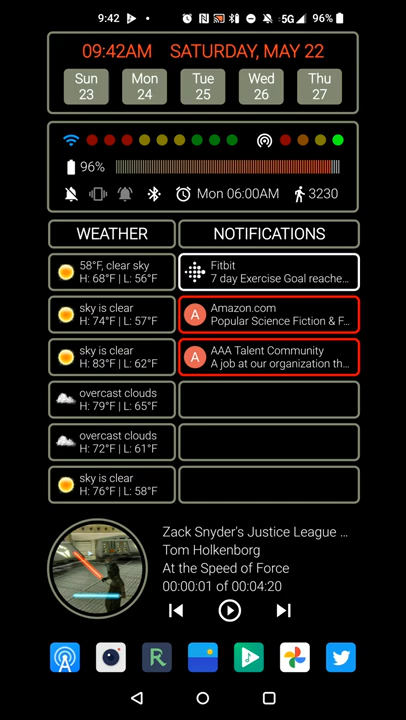 9:42
5G
96%
09:42AM SATURDAY, MAY 22
Sun Mon Tue Wed Thu
23 24 25 26 27
96%
Mon 06:00AM
3230
WEATHER
NOTIFICATIONS
58°F, clear sky
H: 68°F | L: 56°F
Fitbit
7 day Exercise Goal reache...
sky is clear
H: 74°F | L: 57°F
A
Amazon.com
Popular Science Fiction & F...
sky is clear
H: 83°F | L: 62°F
A
AAA Talent Community
A job at our organization th...
overcast clouds
H: 79°F | L: 65°F
overcast clouds
H: 72°F | L: 61°F
sky is clear
H: 76°F | L: 58°F
Zack Snyder's Justice League ...
Tom Holkenborg
At the Speed of Force
00:00:01 of 00:04:20
R